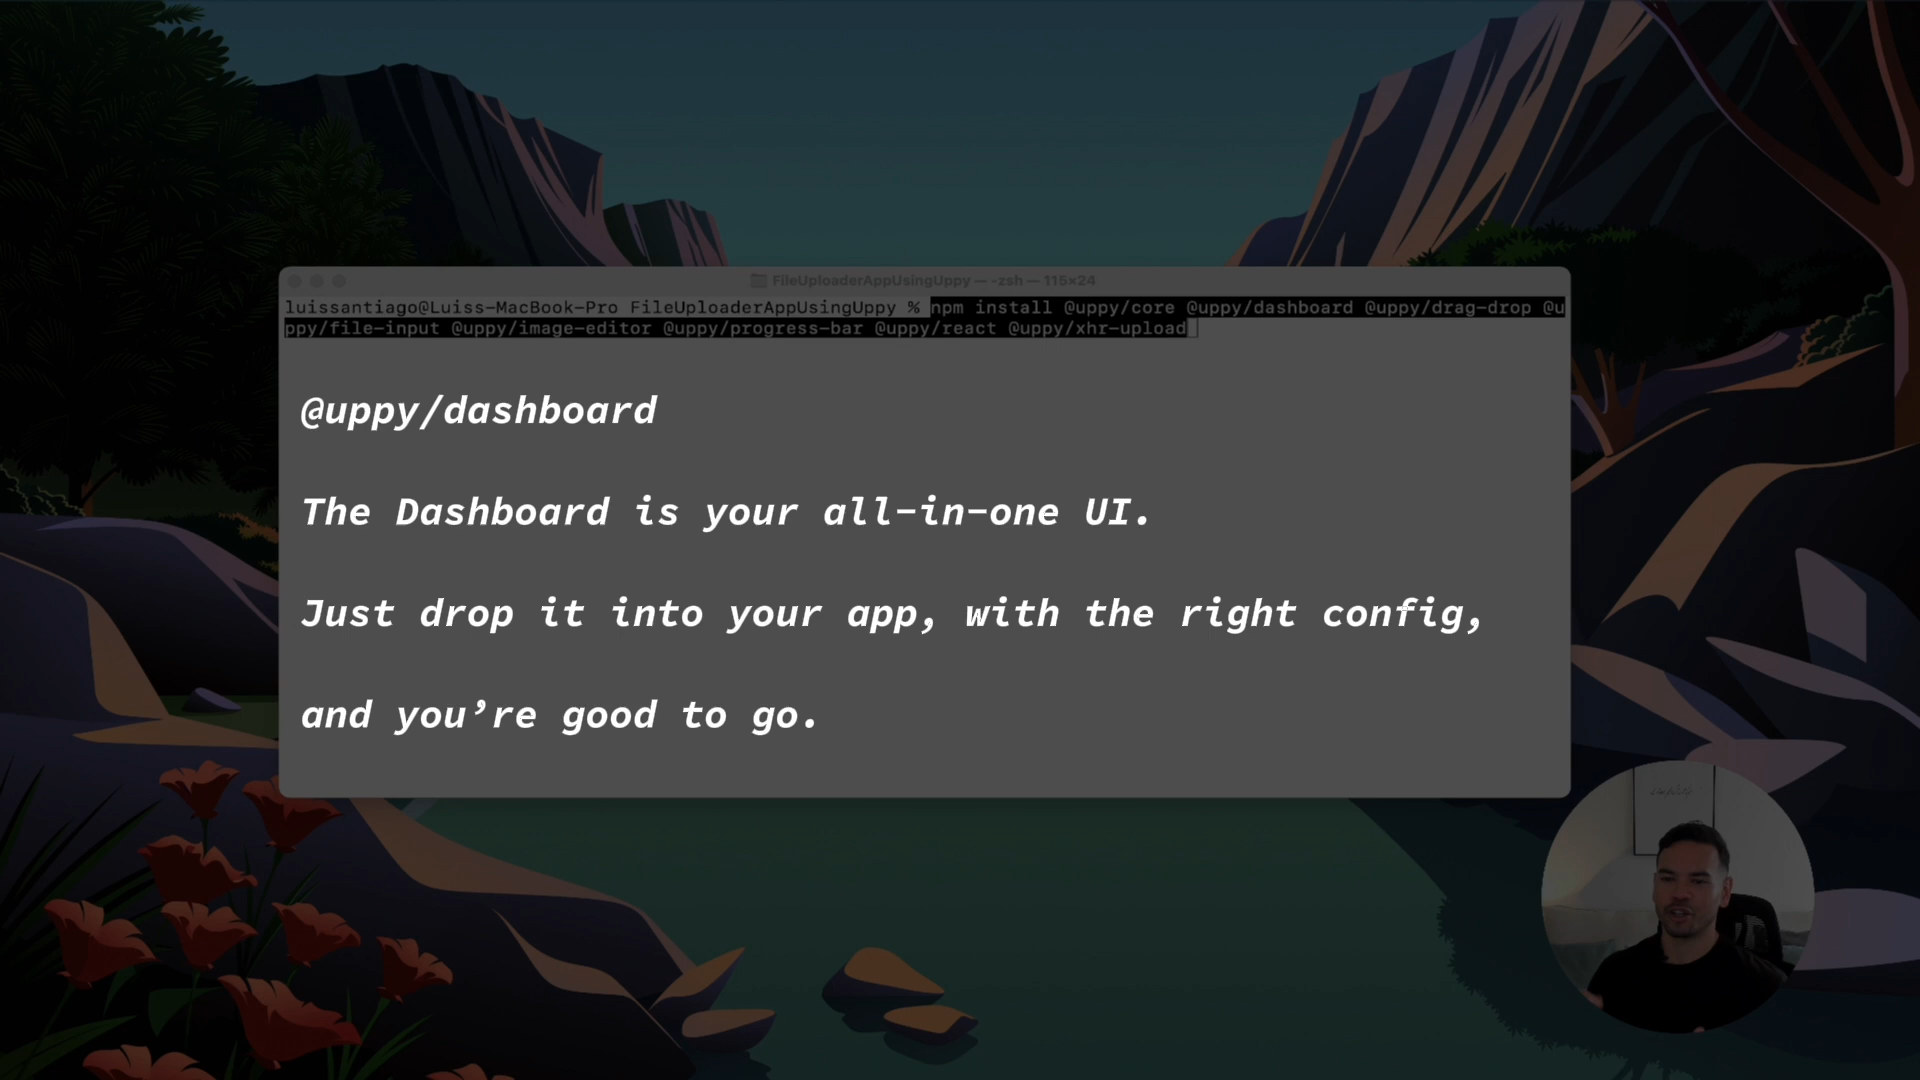 FileUploaderAppUsingUppy — -zsh — 115×24
luissantiago@Luiss-MacBook-Pro FileUploaderAppUsingUppy % npm install @uppy/core @uppy/dashboard @uppy/drag-drop @u
ppy/file-input @uppy/image-editor @uppy/progress-bar @uppy/react @uppy/xhr-upload
@uppy/dashboard
The Dashboard is your all-in-one UI.
Just drop it into your app, with the right config,
and you’re good to go.